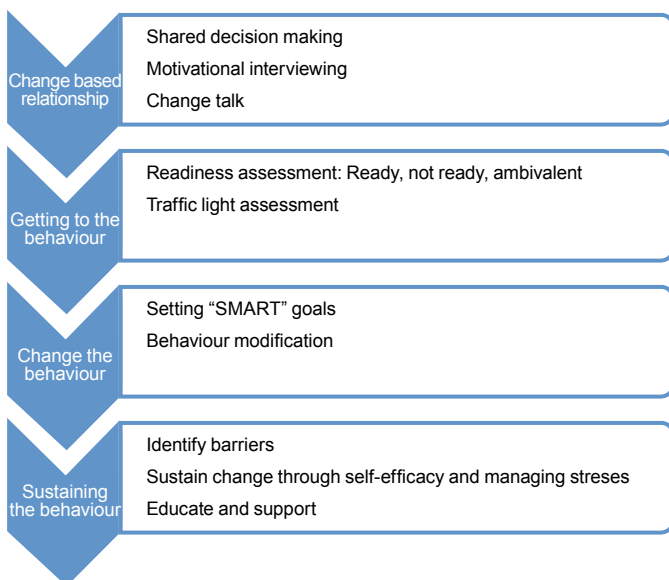 Change based
relationship
Shared decision making
Motivational interviewing
Change talk
Getting to the
behaviour
Readiness assessment: Ready, not ready, ambivalent
Traffic light assessment
Change the
behaviour
Setting “SMART” goals
Behaviour modification
Sustaining
the behaviour
Identify barriers
Sustain change through self-efficacy and managing streses
Educate and support